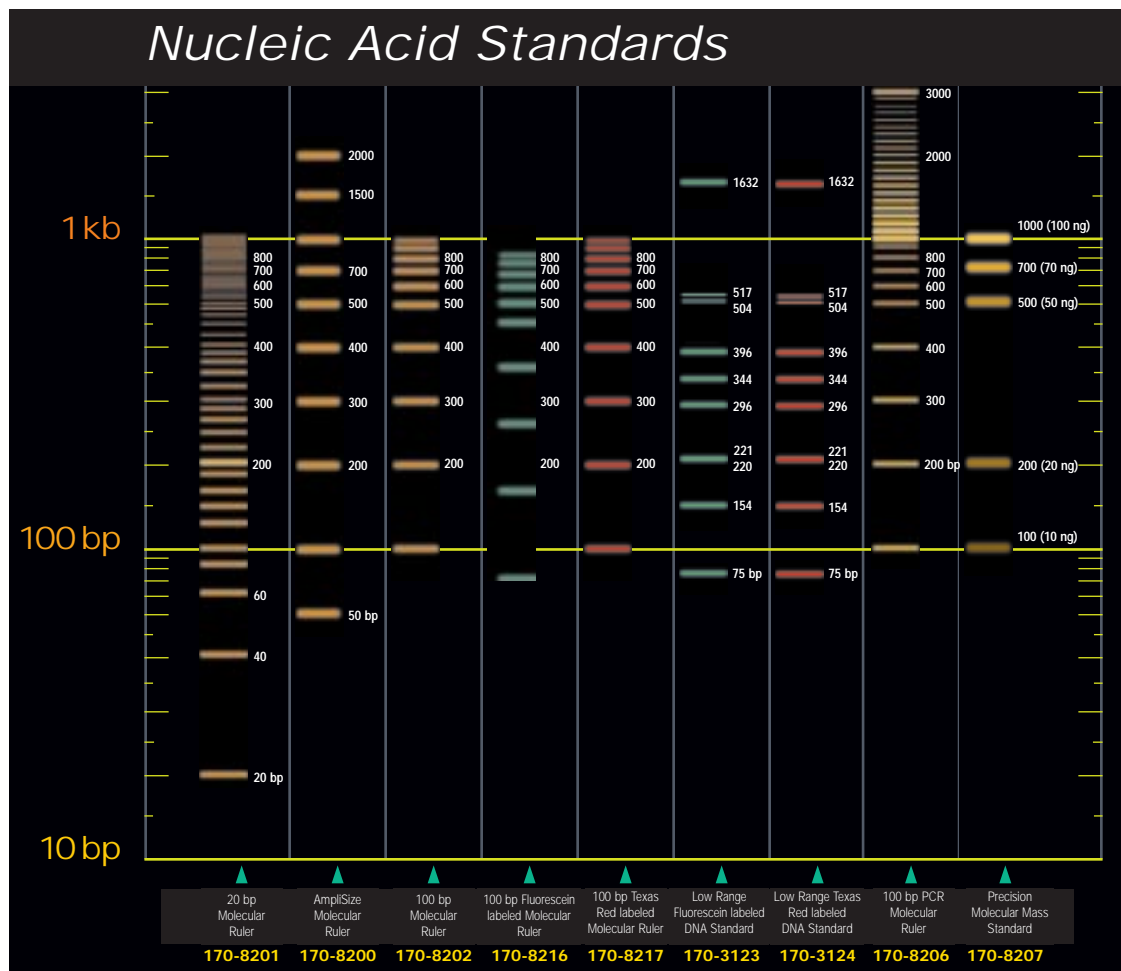 Nucleic Acid Standards
1 kb
100 bp
10 bp
800
700
600
500
400
300
200
60
40
20 bp
2000
1500
700
500
400
300
200
50 bp
800
700
600
500
400
300
200
800
700
600
500
400
300
200
800
700
600
500
400
300
200
1632
517
504
396
344
296
221
220
154
75 bp
1632
517
504
396
344
296
221
220
154
75 bp
3000
2000
800
700
600
500
400
300
200 bp
1000 (100 ng)
700 (70 ng)
500 (50 ng)
200 (20 ng)
100 (10 ng)
20 bp
Molecular
Ruler
170-8201
AmpliSize
Molecular
Ruler
170-8200
100 bp
Molecular
Ruler
170-8202
100 bp Fluorescein
labeled Molecular
Ruler
170-8216
100 bp Texas
Red labeled
Molecular Ruler
170-8217
Low Range
Fluorescein labeled
DNA Standard
170-3123
Low Range Texas
Red labeled
DNA Standard
170-3124
100 bp PCR
Molecular
Ruler
170-8206
Precision
Molecular Mass
Standard
170-8207